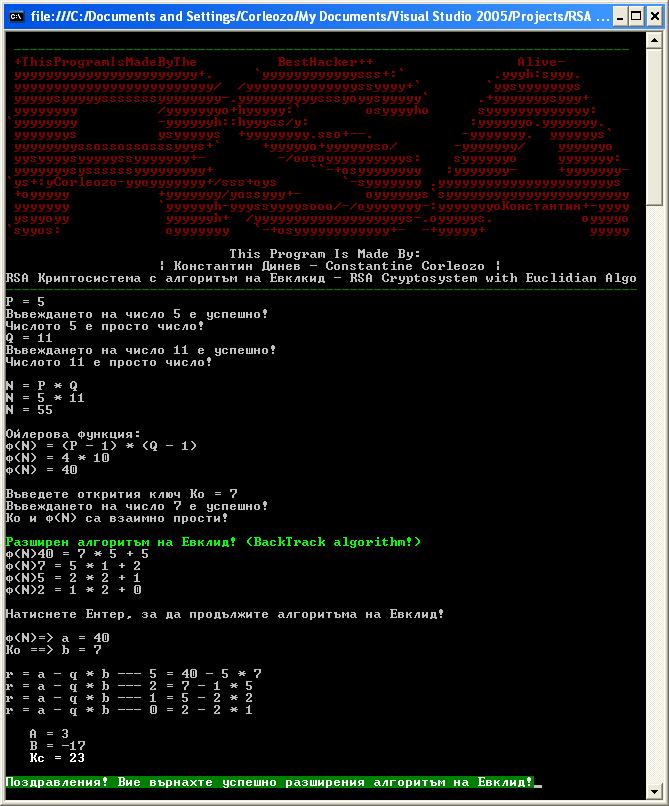 file:///C:/Documents and Settings/Corleozo/My Documents/Visual Studio 2005/Projects/RSA ...
+ThisProgramIsMadeByThe BestHacker++ Alive-
Corleozo
Константин
This Program Is Made By:
¦ Константин Динев - Constantine Corleozo ¦
RSA Криптосистема с алгоритъм на Евклкид - RSA Cryptosystem with Euclidian Algo
P = 5
Въвеждането на число 5 е успешно!
Числото 5 е просто число!
Q = 11
Въвеждането на число 11 е успешно!
Числото 11 е просто число!
N = P * Q
N = 5 * 11
N = 55
Ойлерова функция:
φ(N) = (P - 1) * (Q - 1)
φ(N) = 4 * 10
φ(N) = 40
Въведете открития ключ Ko = 7
Въвеждането на число 7 е успешно!
Ko и φ(N) са взаимно прости!
Разширен алгоритъм на Евклид! (BackTrack algorithm!)
φ(N)40 = 7 * 5 + 5
φ(N)7 = 5 * 1 + 2
φ(N)5 = 2 * 2 + 1
φ(N)2 = 1 * 2 + 0
Натиснете Ентер, за да продължите алгоритъма на Евклид!
φ(N)=> a = 40
Ko ==> b = 7
r = a - q * b --- 5 = 40 - 5 * 7
r = a - q * b --- 2 = 7 - 1 * 5
r = a - q * b --- 1 = 5 - 2 * 2
r = a - q * b --- 0 = 2 - 2 * 1
A = 3
B = -17
Kc = 23
Поздравления! Вие върнахте успешно разширения алгоритъм на Евклид!